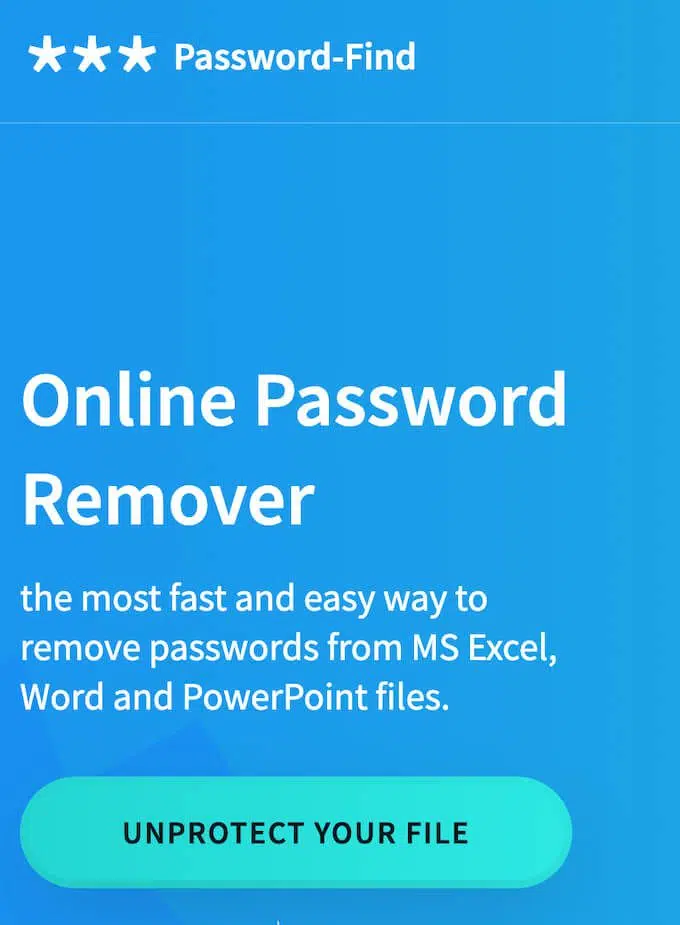 *** Password-Find
Online Password
Remover
the most fast and easy way to
remove passwords from MS Excel,
Word and PowerPoint files.
UNPROTECT YOUR FILE